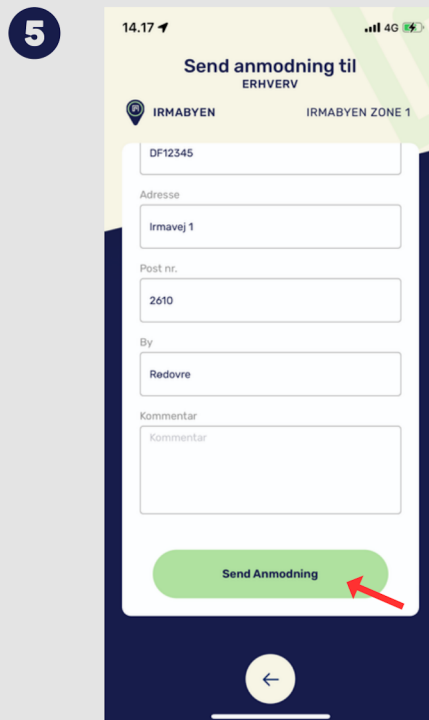 5
14.17
4G
Send anmodning til
ERHVERV
IRMABYEN
IRMABYEN ZONE 1
DF12345
Adresse
Irmavej 1
Post nr.
2610
By
Rødovre
Kommentar
Kommentar
Send Anmodning